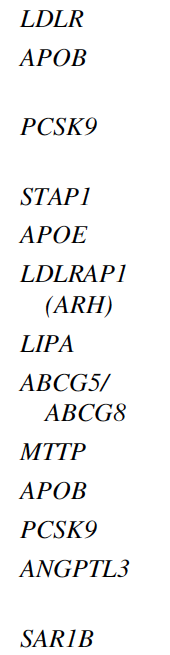 LDLR
APOB
PCSK9
STAP1
APOE
LDLRAP1
(ARH)
LIPA
ABCG5/
ABCG8
MTTP
APOB
PCSK9
ANGPTL3
SAR1B